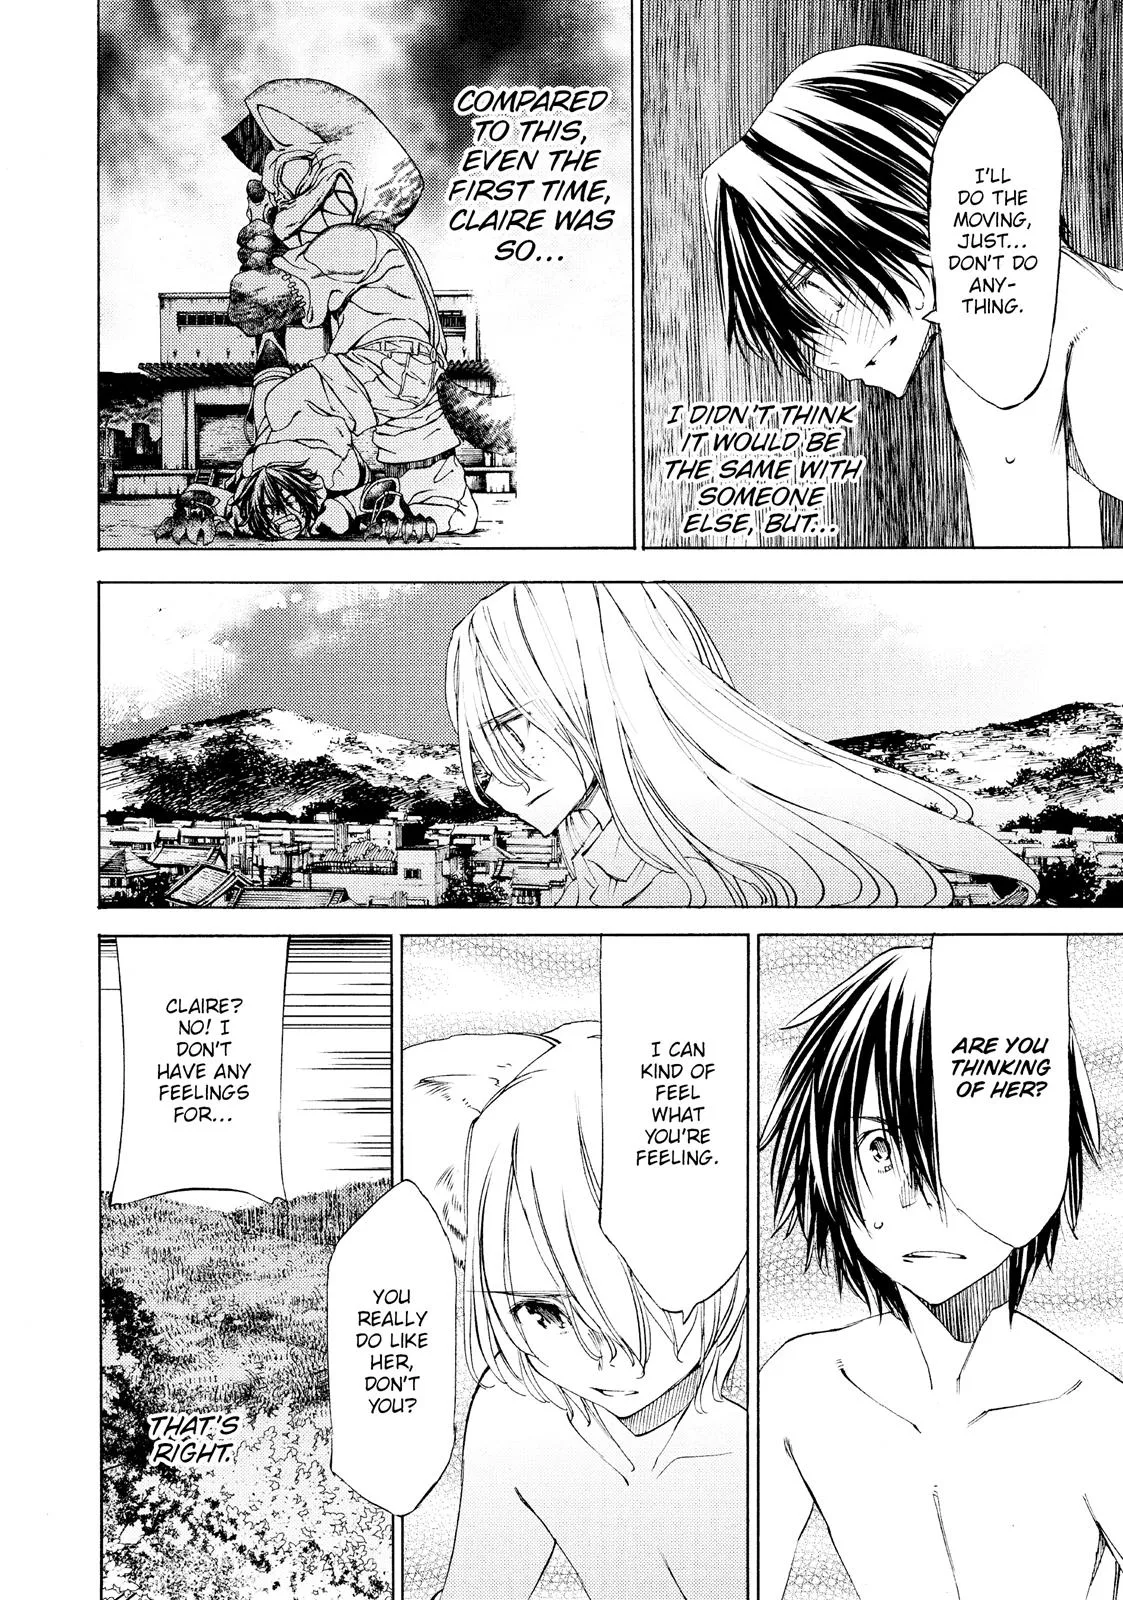 I'LL
DO THE
MOVING,
JUST...
DON'T DO
ANY-
THING.
I DIDN'T THINK
IT WOULD BE
THE SAME WITH
SOMEONE
ELSE, BUT...
COMPARED
TO THIS,
EVEN THE
FIRST TIME,
CLAIRE WAS
SO...
ARE YOU
THINKING
OF HER?
I CAN
KIND OF
FEEL
WHAT
YOU'RE
FEELING.
YOU
REALLY
DO LIKE
HER,
DON'T
YOU?
CLAIRE?
NO! I
DON'T
HAVE ANY
FEELINGS
FOR...
THAT'S
RIGHT.